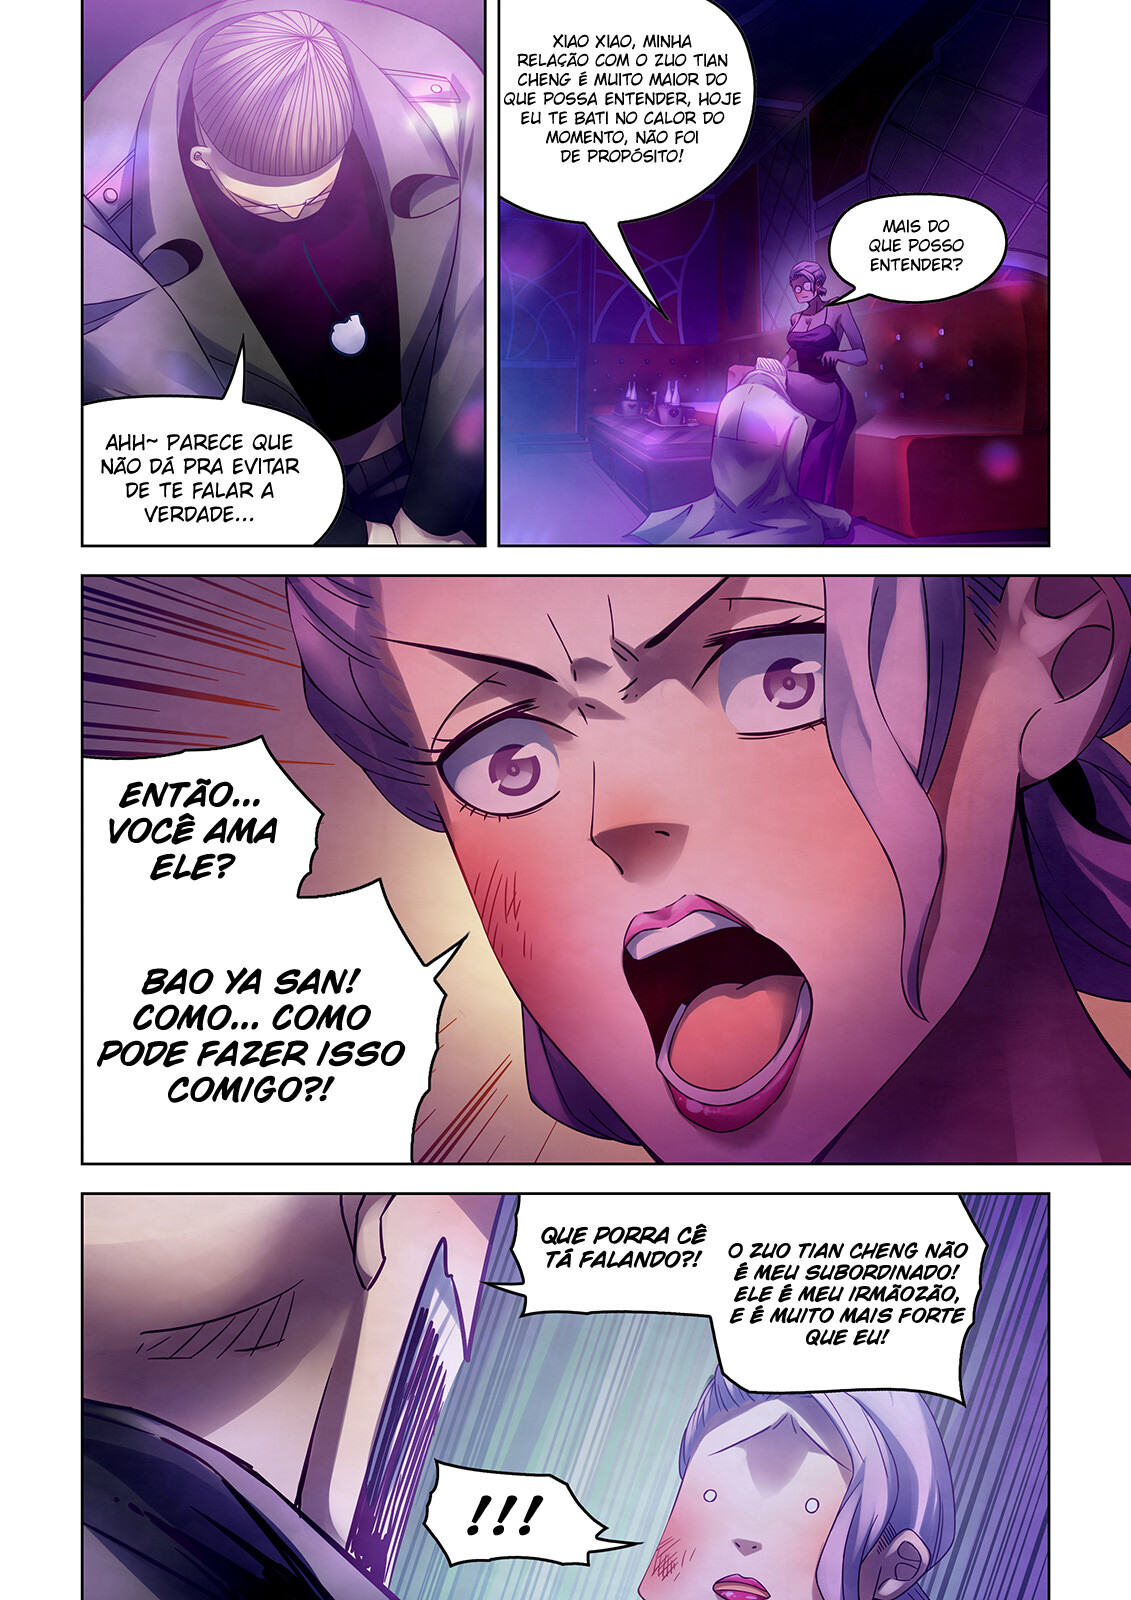 AHH~ PARECE QUE
NÃO DÁ PRA EVITAR
DE TE FALAR A
VERDADE...
XIAO XIAO, MINHA
RELAÇÃO COM O ZUO TIAN
CHENG É MUITO MAIOR DO
QUE POSSA ENTENDER, HOJE
EU TE BATI NO CALOR DO
MOMENTO, NÃO FOI
DE PROPÓSITO!
MAIS DO
QUE POSSO
ENTENDER?
ENTÃO...
VOCÊ AMA
ELE?
BAO YA SAN!
COMO... COMO
PODE FAZER ISSO
COMIGO?!
QUE PORRA CÊ
TÁ FALANDO?!
O ZUO TIAN CHENG NÃO
É MEU SUBORDINADO!
ELE É MEU IRMÃOZÃO,
E É MUITO MAIS FORTE
QUE EU!
!!!